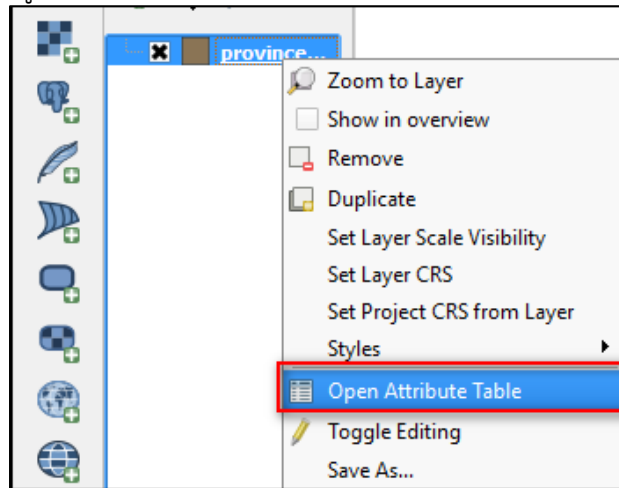 province...
Zoom to Layer
Show in overview
Remove
Duplicate
Set Layer Scale Visibility
Set Layer CRS
Set Project CRS from Layer
Styles
Open Attribute Table
Toggle Editing
Save As...